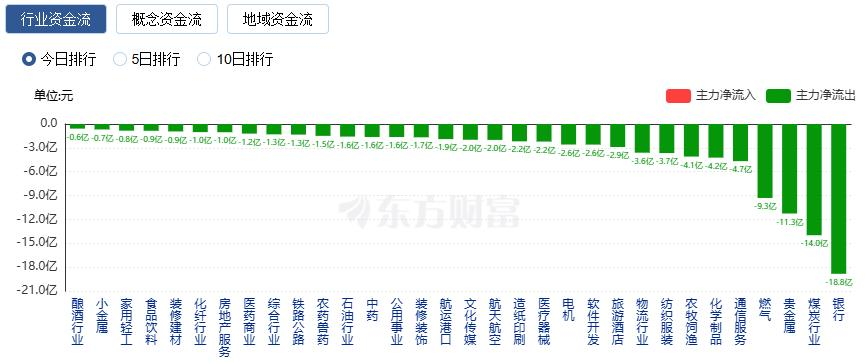 行业资金流 概念资金流 地域资金流
今日排行 5日排行 10日排行
单位:元 主力净流入 主力净流出
0.0
-3.0亿
-6.0亿
-9.0亿
-12.0亿
-15.0亿
-18.0亿
-21.0亿
-0.6亿 -0.7亿 -0.8亿 -0.9亿 -0.9亿 -1.0亿 -1.0亿 -1.2亿 -1.3亿 -1.3亿 -1.5亿 -1.6亿 -1.6亿 -1.6亿 -1.7亿 -1.9亿 -2.0亿 -2.0亿 -2.2亿 -2.2亿 -2.6亿 -2.6亿 -2.9亿 -3.6亿 -3.7亿 -4.1亿 -4.2亿 -4.7亿 -9.3亿 -11.3亿 -14.0亿 -18.8亿
东方财富
酿酒行业
小金属
家用轻工
食品饮料
装修建材
化纤行业
房地产服务
医药商业
综合行业
铁路公路
农药兽药
石油行业
中药
公用事业
装修装饰
航运港口
文化传媒
航天航空
造纸印刷
医疗器械
电机
软件开发
旅游酒店
物流行业
纺织服装
农牧饲渔
化学制品
通信服务
燃气
贵金属
煤炭行业
银行